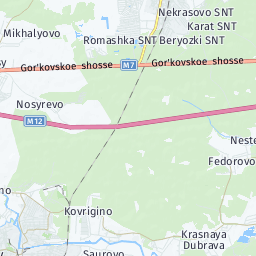 Nekrasovo SNT
Karat SNT
Mikhalyovo
Romashka SNT Beryozki SNT
Gor'kovskoe shosse
M7
Gor'kovskoe shosse
Nosyrevo
M12
Fedorovo
Kovrigino
Krasnaya
Dubrava
Saurovo